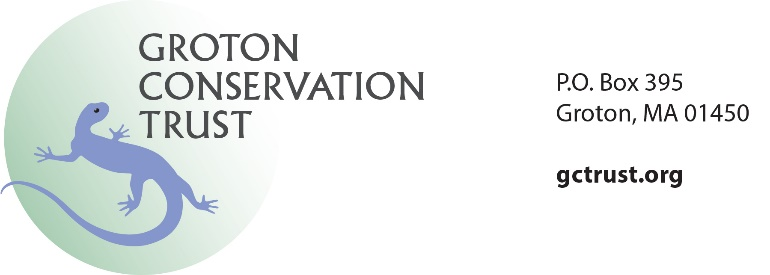 GROTON
CONSERVATION
TRUST
P.O. Box 395
Groton, MA 01450
gctrust.org